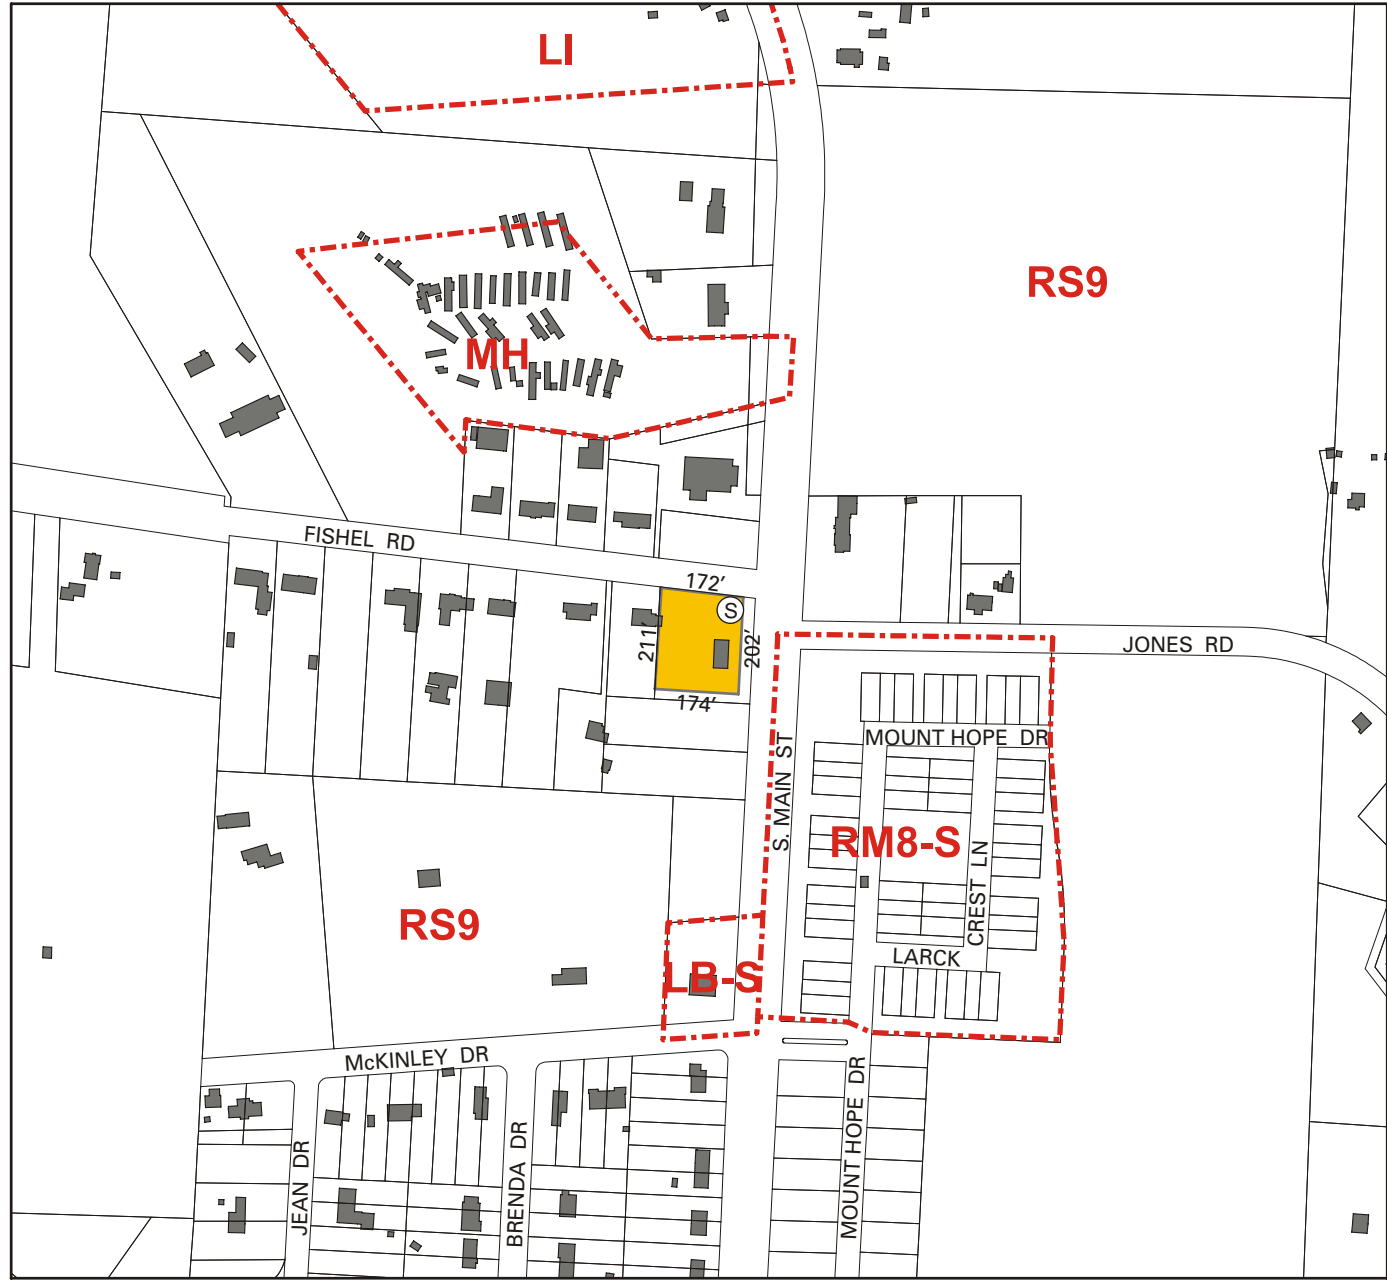 LI
RS9
MH
FISHEL RD
172'
S
211'
202'
174'
JONES RD
MOUNT HOPE DR
S. MAIN ST
RM8-S
CREST LN
RS9
LARCK
LB-S
McKINLEY DR
MOUNT HOPE DR
JEAN DR
BRENDA DR